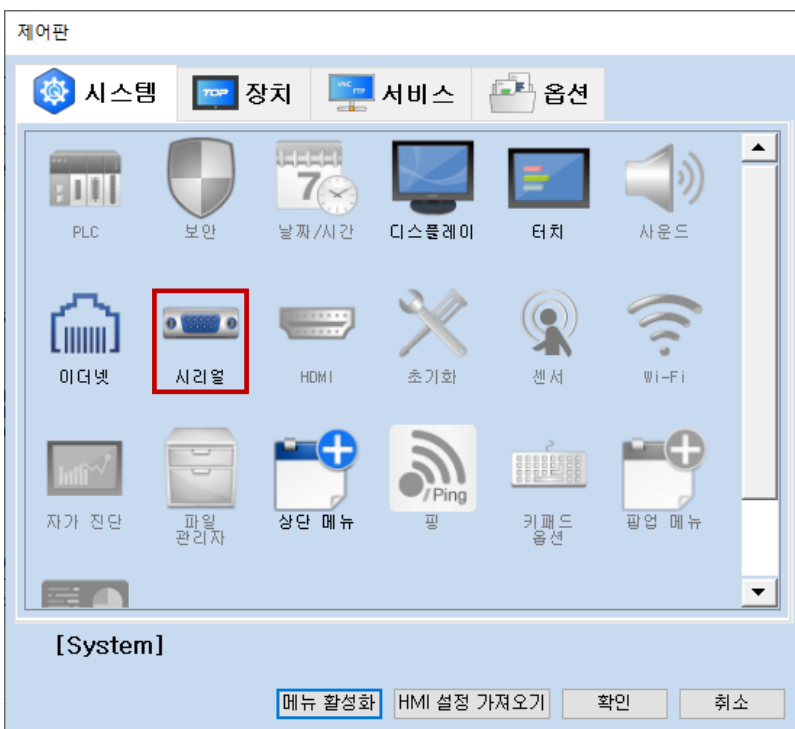 제어판
시스템 TOP 장치 VNC FTP 서비스 옵션
7
PLC 보안 날짜/시간 디스플레이 터치 사운드
이더넷 시리얼 HDMI 초기화 센서 Wi-Fi
/Ping
자가 진단 파일 관리자 상단 메뉴 핑 키패드 옵션 팝업 메뉴
[System]
메뉴 활성화 HMI 설정 가져오기 확인 취소